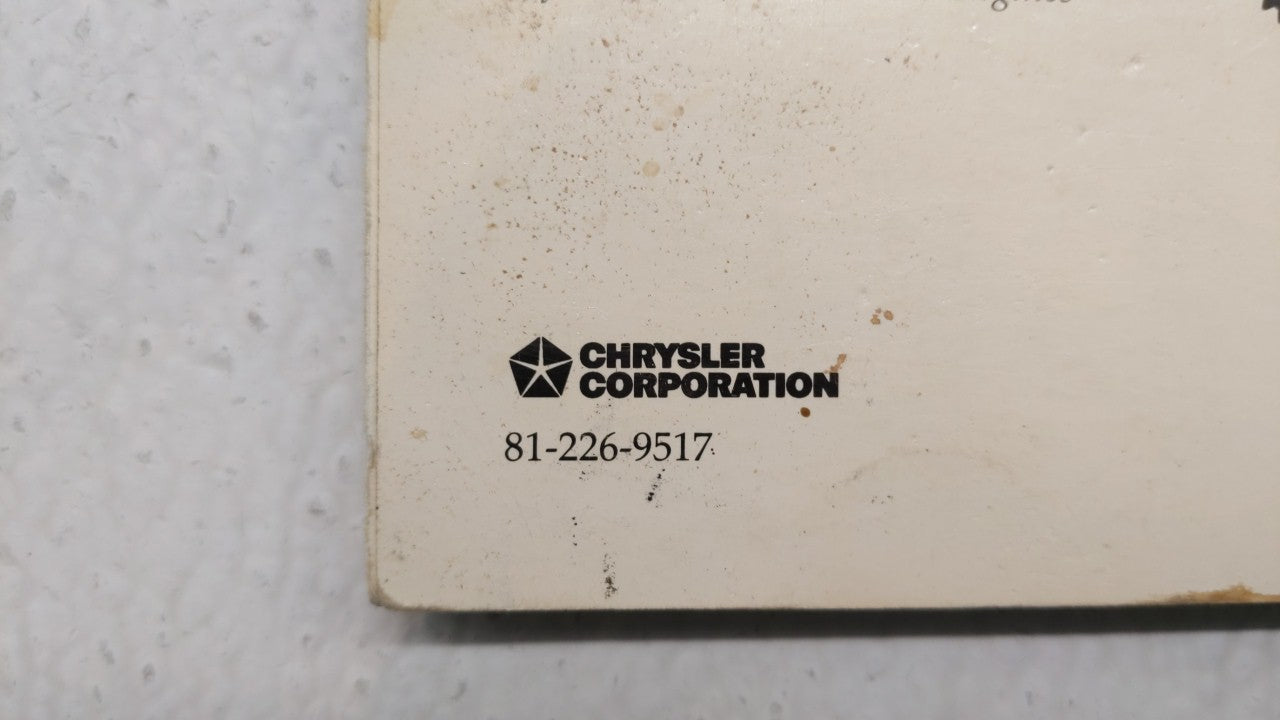 CHRYSLER
CORPORATION
81-226-9517